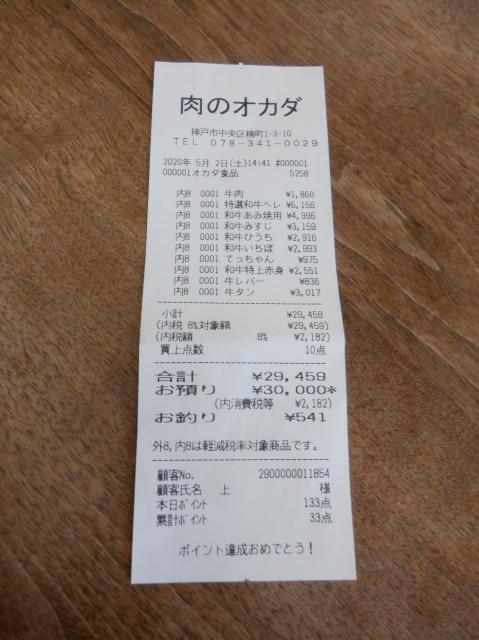 肉のオカダ
神戸市中央区楠町1-3-10
TEL 078-341-0029
2020年 5月 2日(土)14:41 #000001
000001オカダ食品 5258
内8 0001 牛肉 ¥1,860
内8 0001 特選和牛ヘレ ¥6,156
内8 0001 和牛あみ焼用 ¥4,996
内8 0001 和牛みすじ ¥3,159
内8 0001 和牛ひうち ¥2,916
内8 0001 和牛いちぼ ¥2,993
内8 0001 てっちゃん ¥975
内8 0001 和牛特上赤身 ¥2,551
内8 0001 牛レバー ¥836
内8 0001 牛タン ¥3,017
小計 ¥29,459
(内税 8%対象額 ¥29,459)
(内税額 8% ¥2,182)
買上点数 10点
合計 ¥29,459
お預り ¥30,000*
(内消費税等 ¥2,182)
お釣り ¥541
外8,内8は軽減税率対象商品です。
顧客No. 2900000011854
顧客氏名 上 様
本日ポイント 133点
累計ポイント 33点
ポイント達成おめでとう!